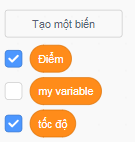 Tạo một biến
Điểm
my variable
tốc độ